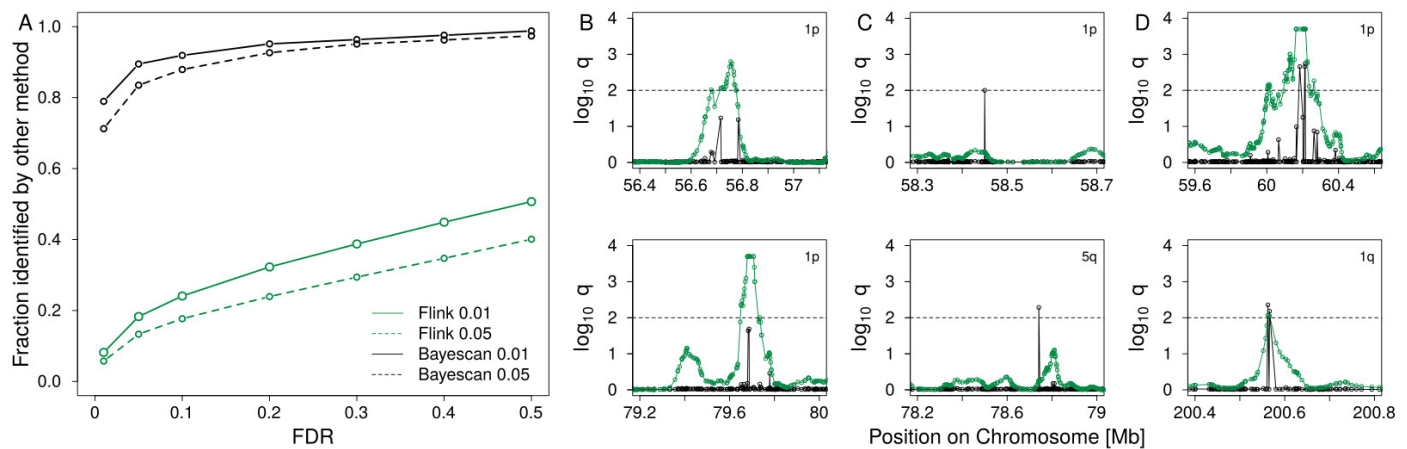 A
Fraction identified by other method
1.0
0.8
0.6
0.4
0.2
0.0
0
0.1
0.2
0.3
0.4
0.5
FDR
Flink 0.01
Flink 0.05
Bayescan 0.01
Bayescan 0.05
B
1p
log10 q
4
3
2
1
0
56.4
56.6
56.8
57
C
1p
log10 q
4
3
2
1
0
58.3
58.5
58.7
D
1p
log10 q
4
3
2
1
0
59.6
60
60.4
1p
log10 q
4
3
2
1
0
79.2
79.6
80
5q
log10 q
4
3
2
1
0
78.2
78.6
79
1q
log10 q
4
3
2
1
0
200.4
200.6
200.8
Position on Chromosome [Mb]